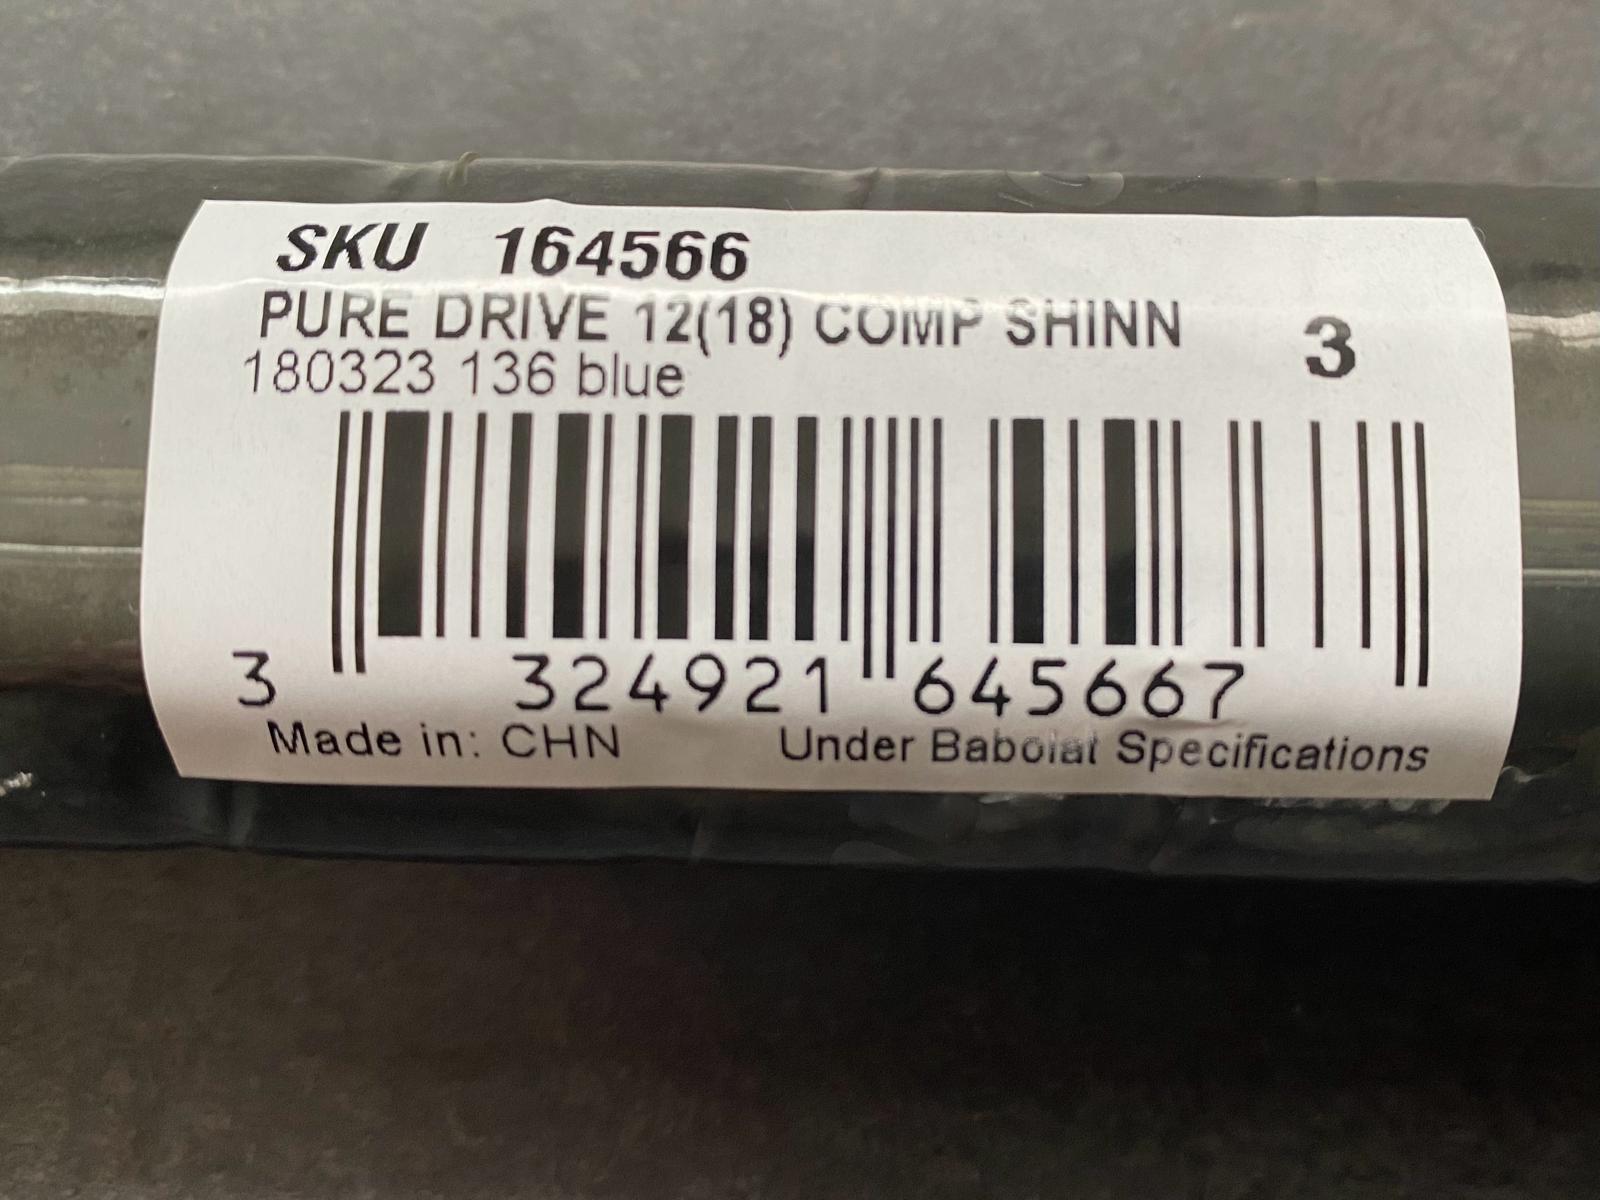 SKU 164566
PURE DRIVE 12(18) COMP SHINN 3
180323 136 blue
3 324921 645667
Made in: CHN Under Babolat Specifications